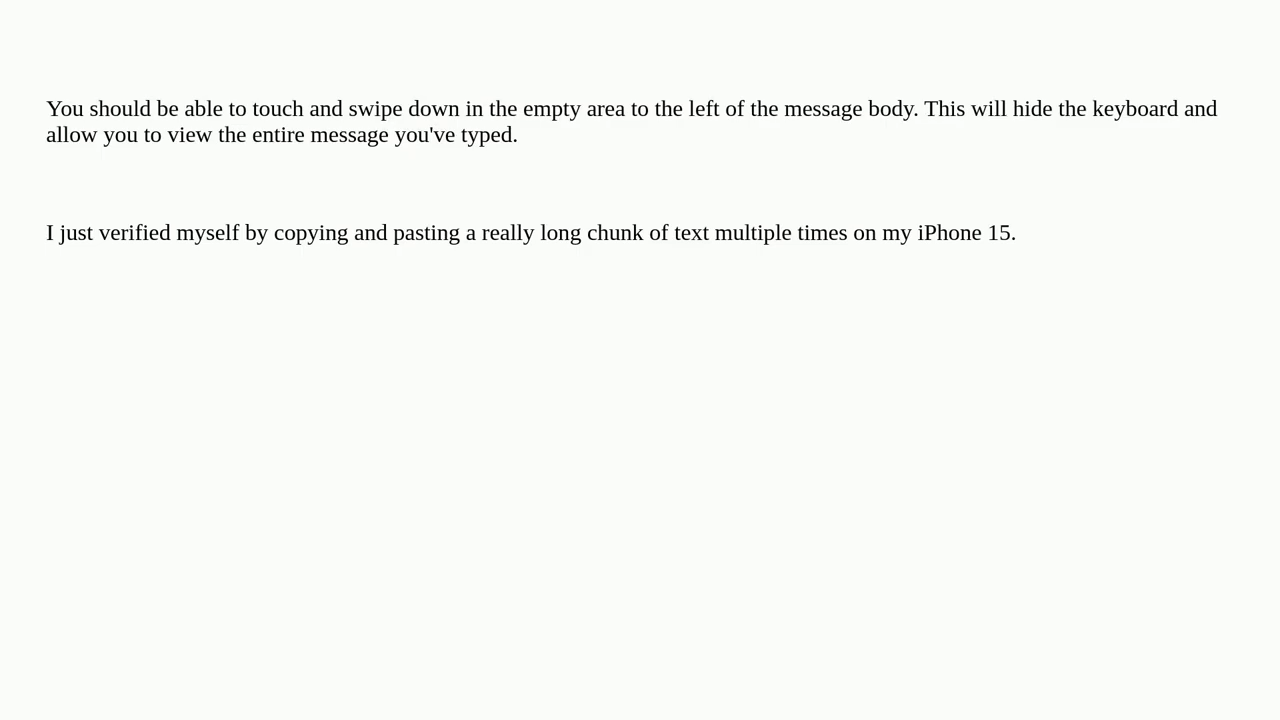 You should be able to touch and swipe down in the empty area to the left of the message body. This will hide the keyboard and
allow you to view the entire message you've typed.
I just verified myself by copying and pasting a really long chunk of text multiple times on my iPhone 15.